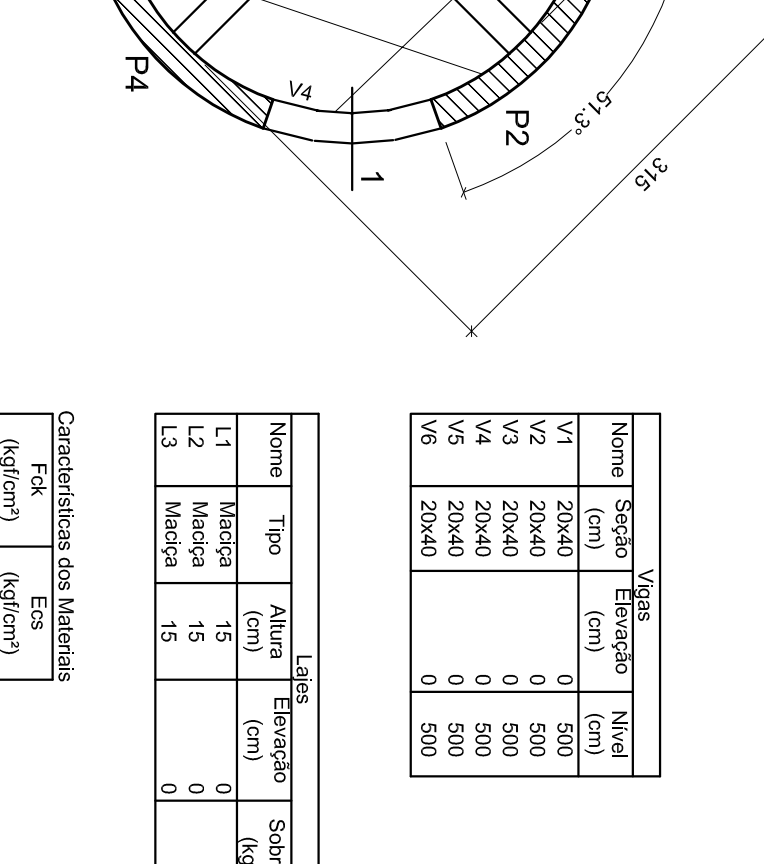 P4
V4
1
P2
51.3°
315
Vigas
Nome Seção (cm) Elevação (cm) Nível (cm)
V1 20x40 0 500
V2 20x40 0 500
V3 20x40 0 500
V4 20x40 0 500
V5 20x40 0 500
V6 20x40 0 500
Lajes
Nome Tipo Altura (cm) Elevação (cm)
L1 Maciça 15 0
L2 Maciça 15 0
L3 Maciça 15 0
Características dos Materiais
Fck Ecs
(kgf/cm²) (kgf/cm²)